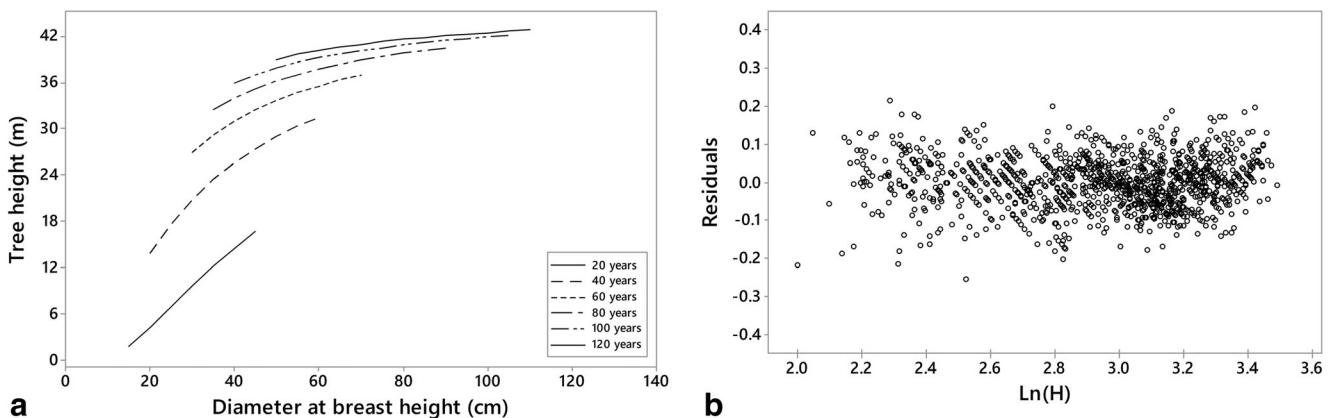 42
36
30
24
18
12
6
0
Tree height (m)
20 years
40 years
60 years
80 years
100 years
120 years
0 20 40 60 80 100 120 140
Diameter at breast height (cm)
a
0.4
0.3
0.2
0.1
0.0
-0.1
-0.2
-0.3
-0.4
Residuals
2.0 2.2 2.4 2.6 2.8 3.0 3.2 3.4 3.6
Ln(H)
b